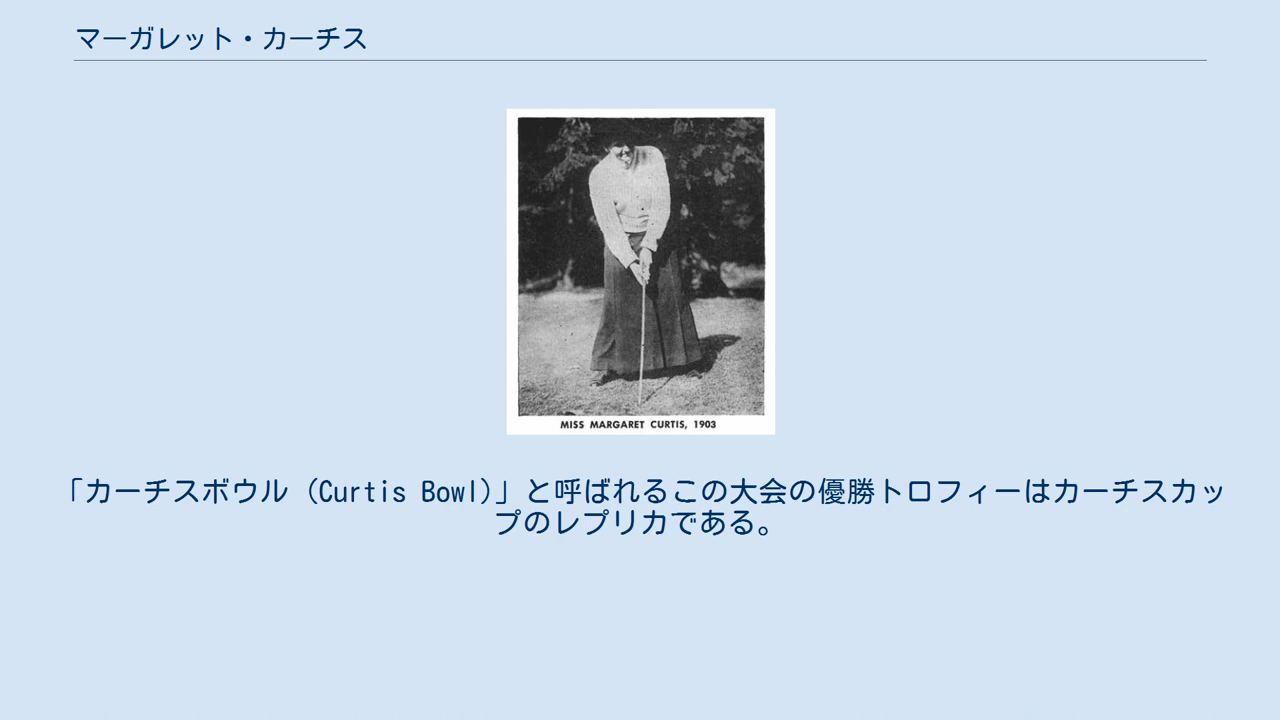 マーガレット・カーチス
MISS MARGARET CURTIS, 1903
「カーチスボウル (Curtis Bowl)」と呼ばれるこの大会の優勝トロフィーはカーチスカッ
プのレプリカである。